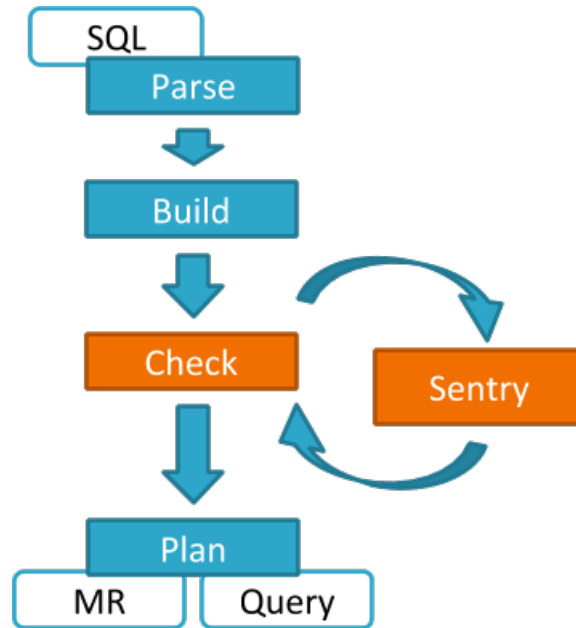 SQL
Parse
Build
Check
Sentry
Plan
MR
Query